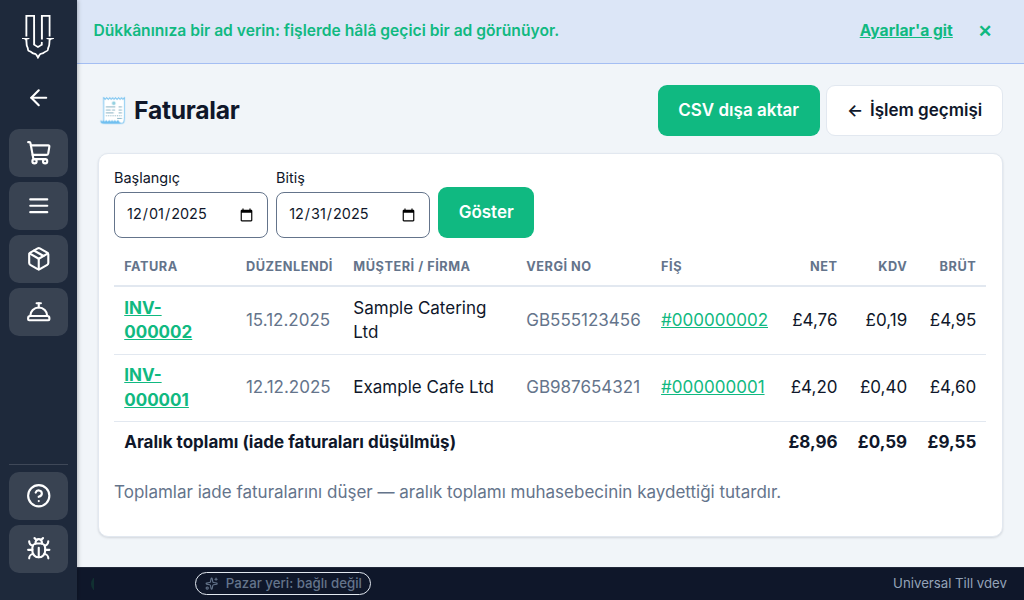 Dükkânınıza bir ad verin: fişlerde hâlâ geçici bir ad görünüyor. Ayarlar'a git ✕
🧾 Faturalar CSV dışa aktar ← İşlem geçmişi
Başlangıç Bitiş
12/01/2025 12/31/2025 Göster
FATURA DÜZENLENDİ MÜŞTERİ / FİRMA VERGİ NO FİŞ NET KDV BRÜT
INV-000002 15.12.2025 Sample Catering Ltd GB555123456 #000000002 £4,76 £0,19 £4,95
INV-000001 12.12.2025 Example Cafe Ltd GB987654321 #000000001 £4,20 £0,40 £4,60
Aralık toplamı (iade faturaları düşülmüş) £8,96 £0,59 £9,55
Toplamlar iade faturalarını düşer — aralık toplamı muhasebecinin kaydettiği tutardır.
Pazar yeri: bağlı değil Universal Till vdev